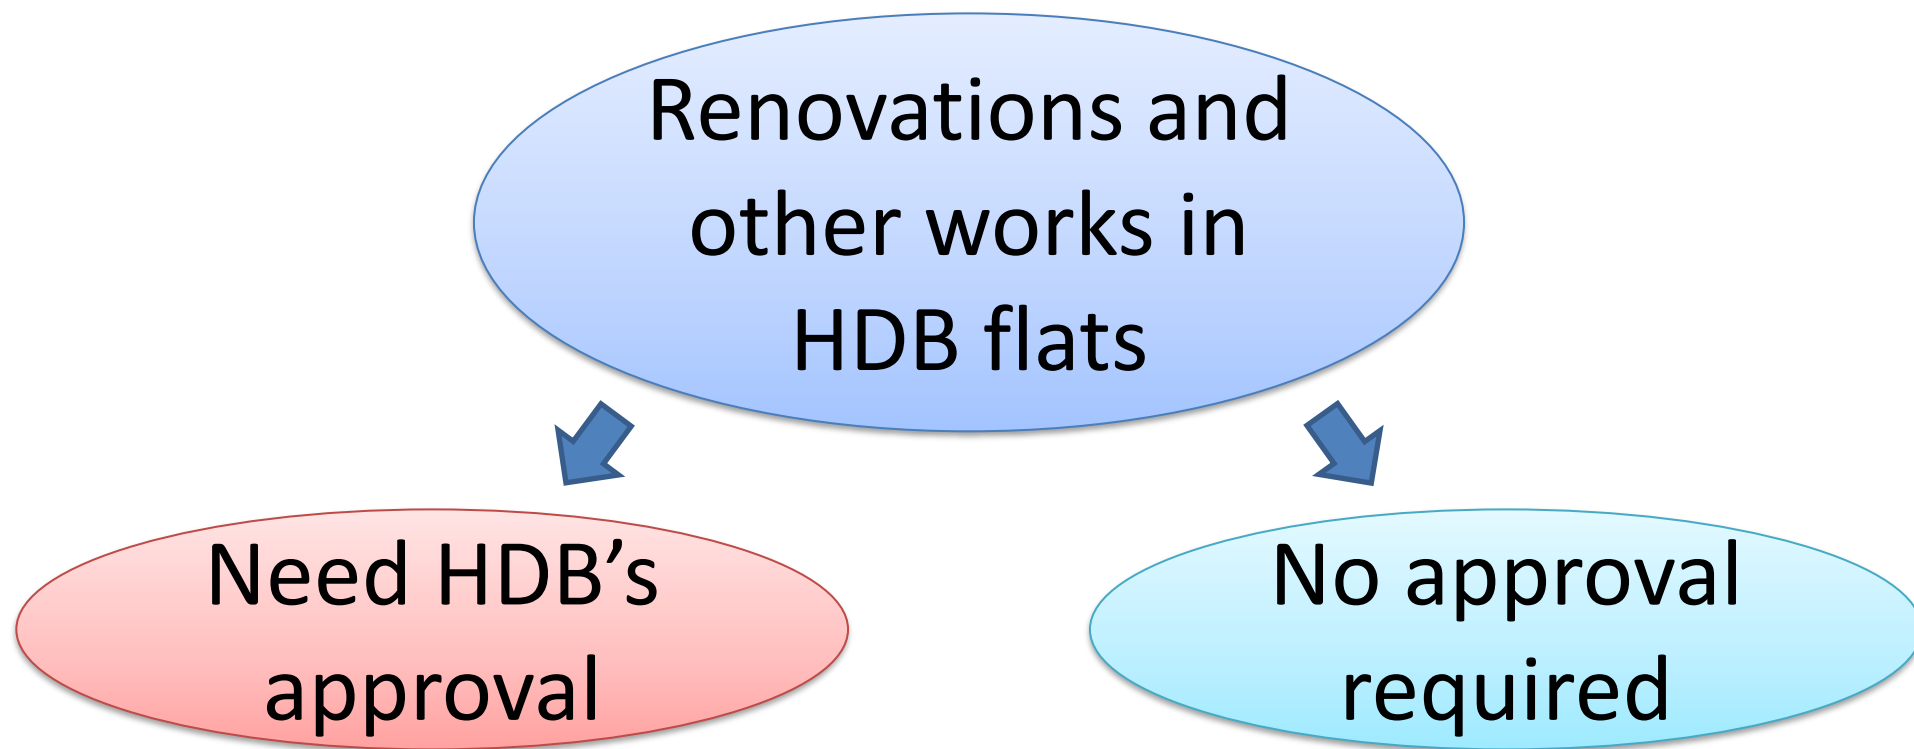 Renovations and
other works in
HDB flats
Need HDB’s
approval
No approval
required